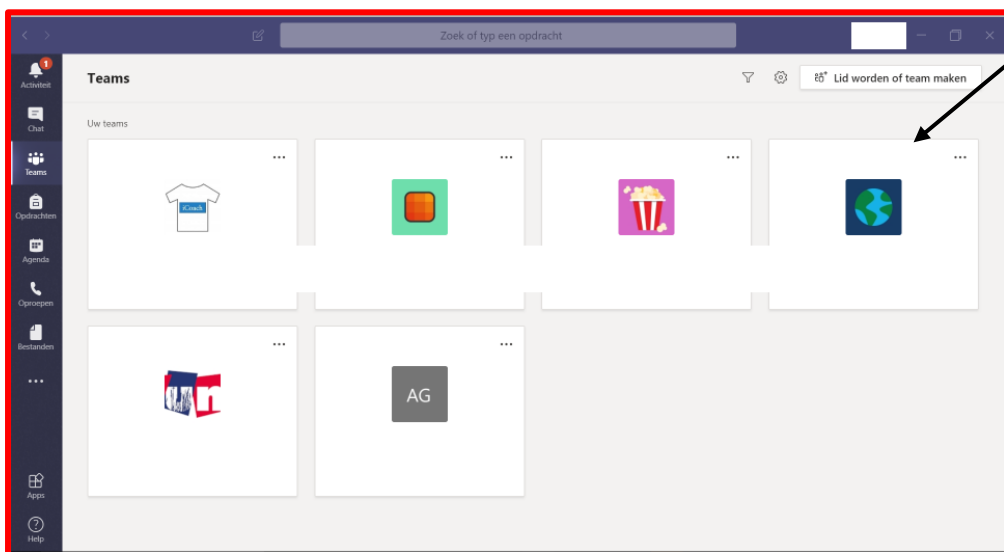 Zoek of typ een opdracht
1
Activiteit
Teams
Lid worden of team maken
Chat
Uw teams
Teams
iCoach
Opdrachten
Agenda
Oproepen
Bestanden
AG
Apps
Help